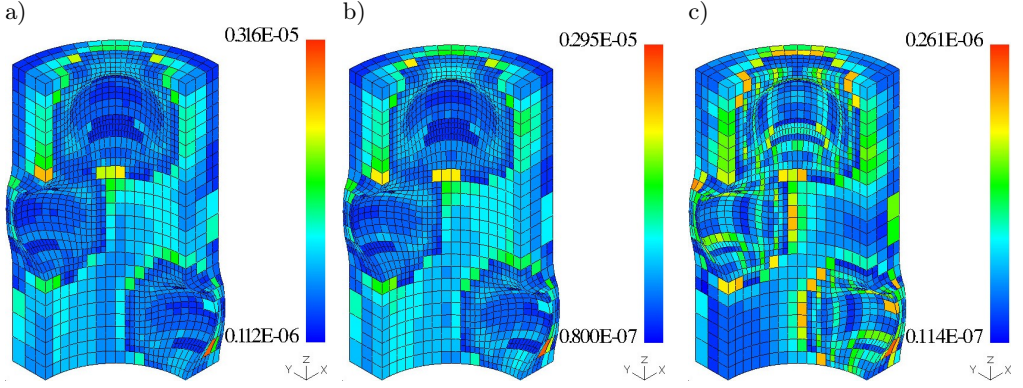 a)
b)
c)
0.316E-05
0.295E-05
0.261E-06
0.112E-06
0.800E-07
0.114E-07
Z
Y
X
Z
Y
X
Z
Y
X